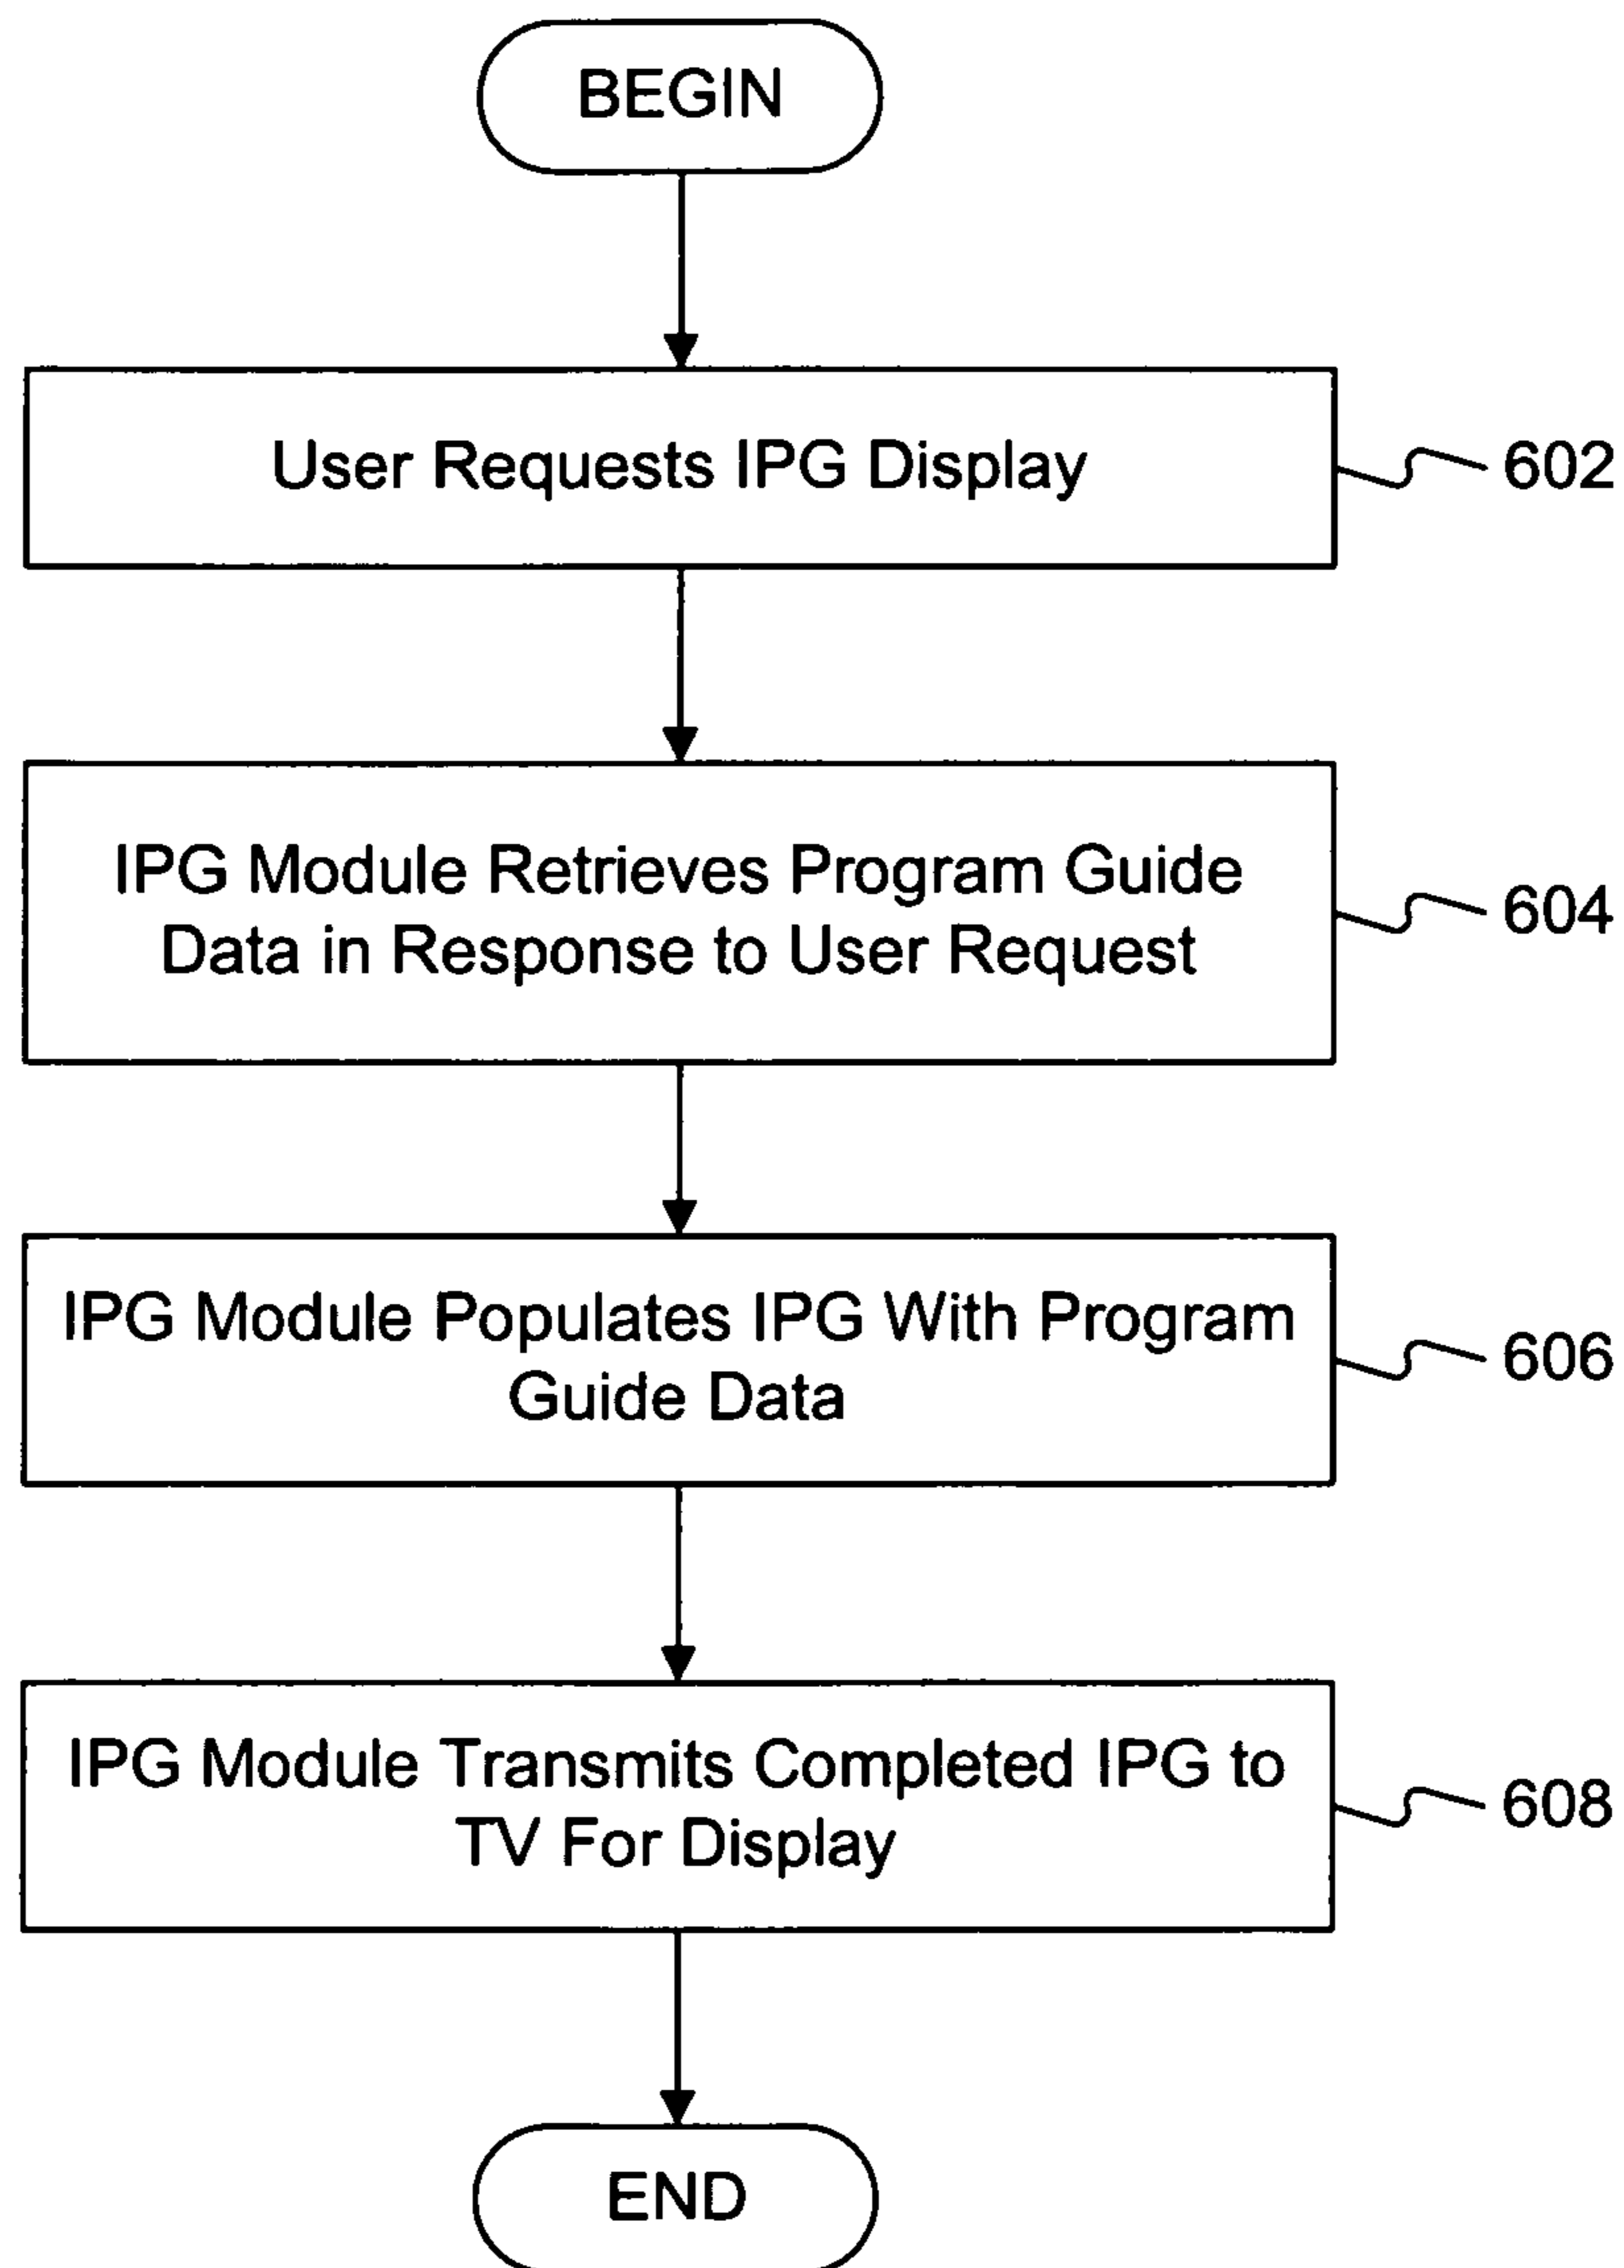 BEGIN
User Requests IPG Display
602
IPG Module Retrieves Program Guide
Data in Response to User Request
604
IPG Module Populates IPG With Program
Guide Data
606
IPG Module Transmits Completed IPG to
TV For Display
608
END